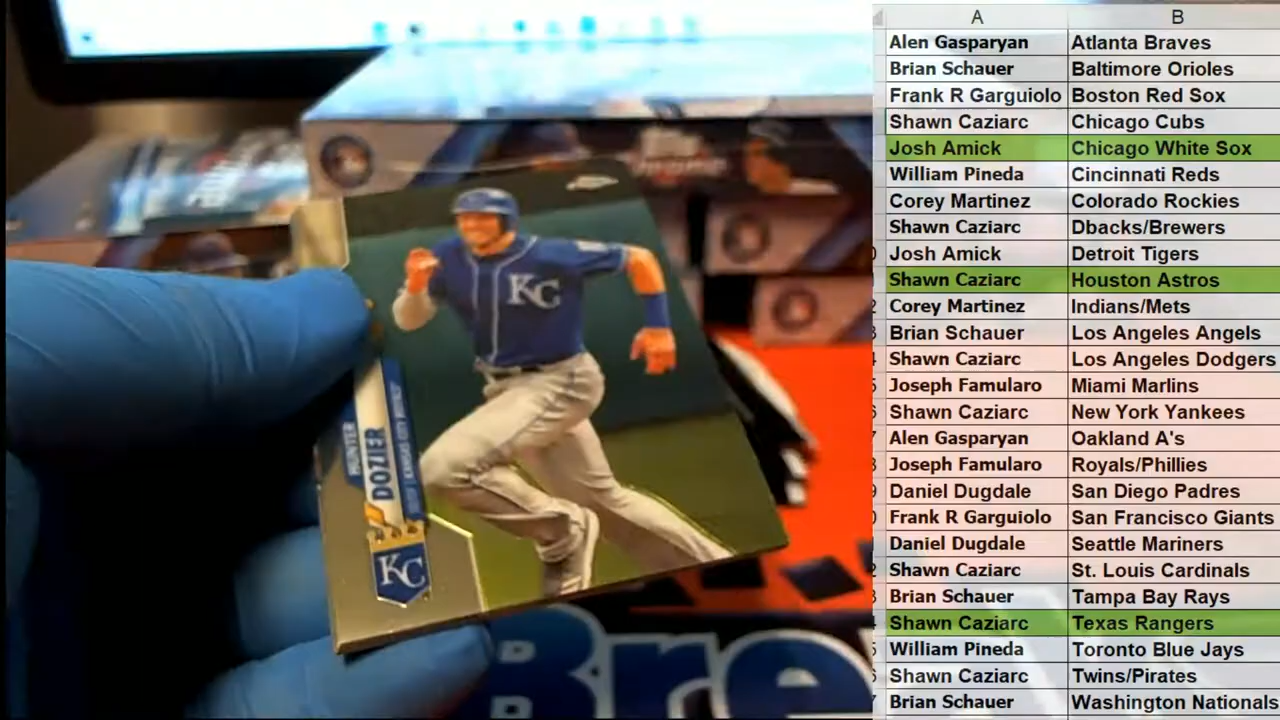 A B
Alen Gasparyan Atlanta Braves
Brian Schauer Baltimore Orioles
Frank R Garguiolo Boston Red Sox
Shawn Caziarc Chicago Cubs
Josh Amick Chicago White Sox
William Pineda Cincinnati Reds
Corey Martinez Colorado Rockies
Shawn Caziarc Dbacks/Brewers
Josh Amick Detroit Tigers
Shawn Caziarc Houston Astros
Corey Martinez Indians/Mets
Brian Schauer Los Angeles Angels
Shawn Caziarc Los Angeles Dodgers
Joseph Famularo Miami Marlins
Shawn Caziarc New York Yankees
Alen Gasparyan Oakland A's
Joseph Famularo Royals/Phillies
Daniel Dugdale San Diego Padres
Frank R Garguiolo San Francisco Giants
Daniel Dugdale Seattle Mariners
Shawn Caziarc St. Louis Cardinals
Brian Schauer Tampa Bay Rays
Shawn Caziarc Texas Rangers
William Pineda Toronto Blue Jays
Shawn Caziarc Twins/Pirates
Brian Schauer Washington Nationals
KC
HUNTER
DOZIER
KANSAS CITY ROYALS
KC
Bre